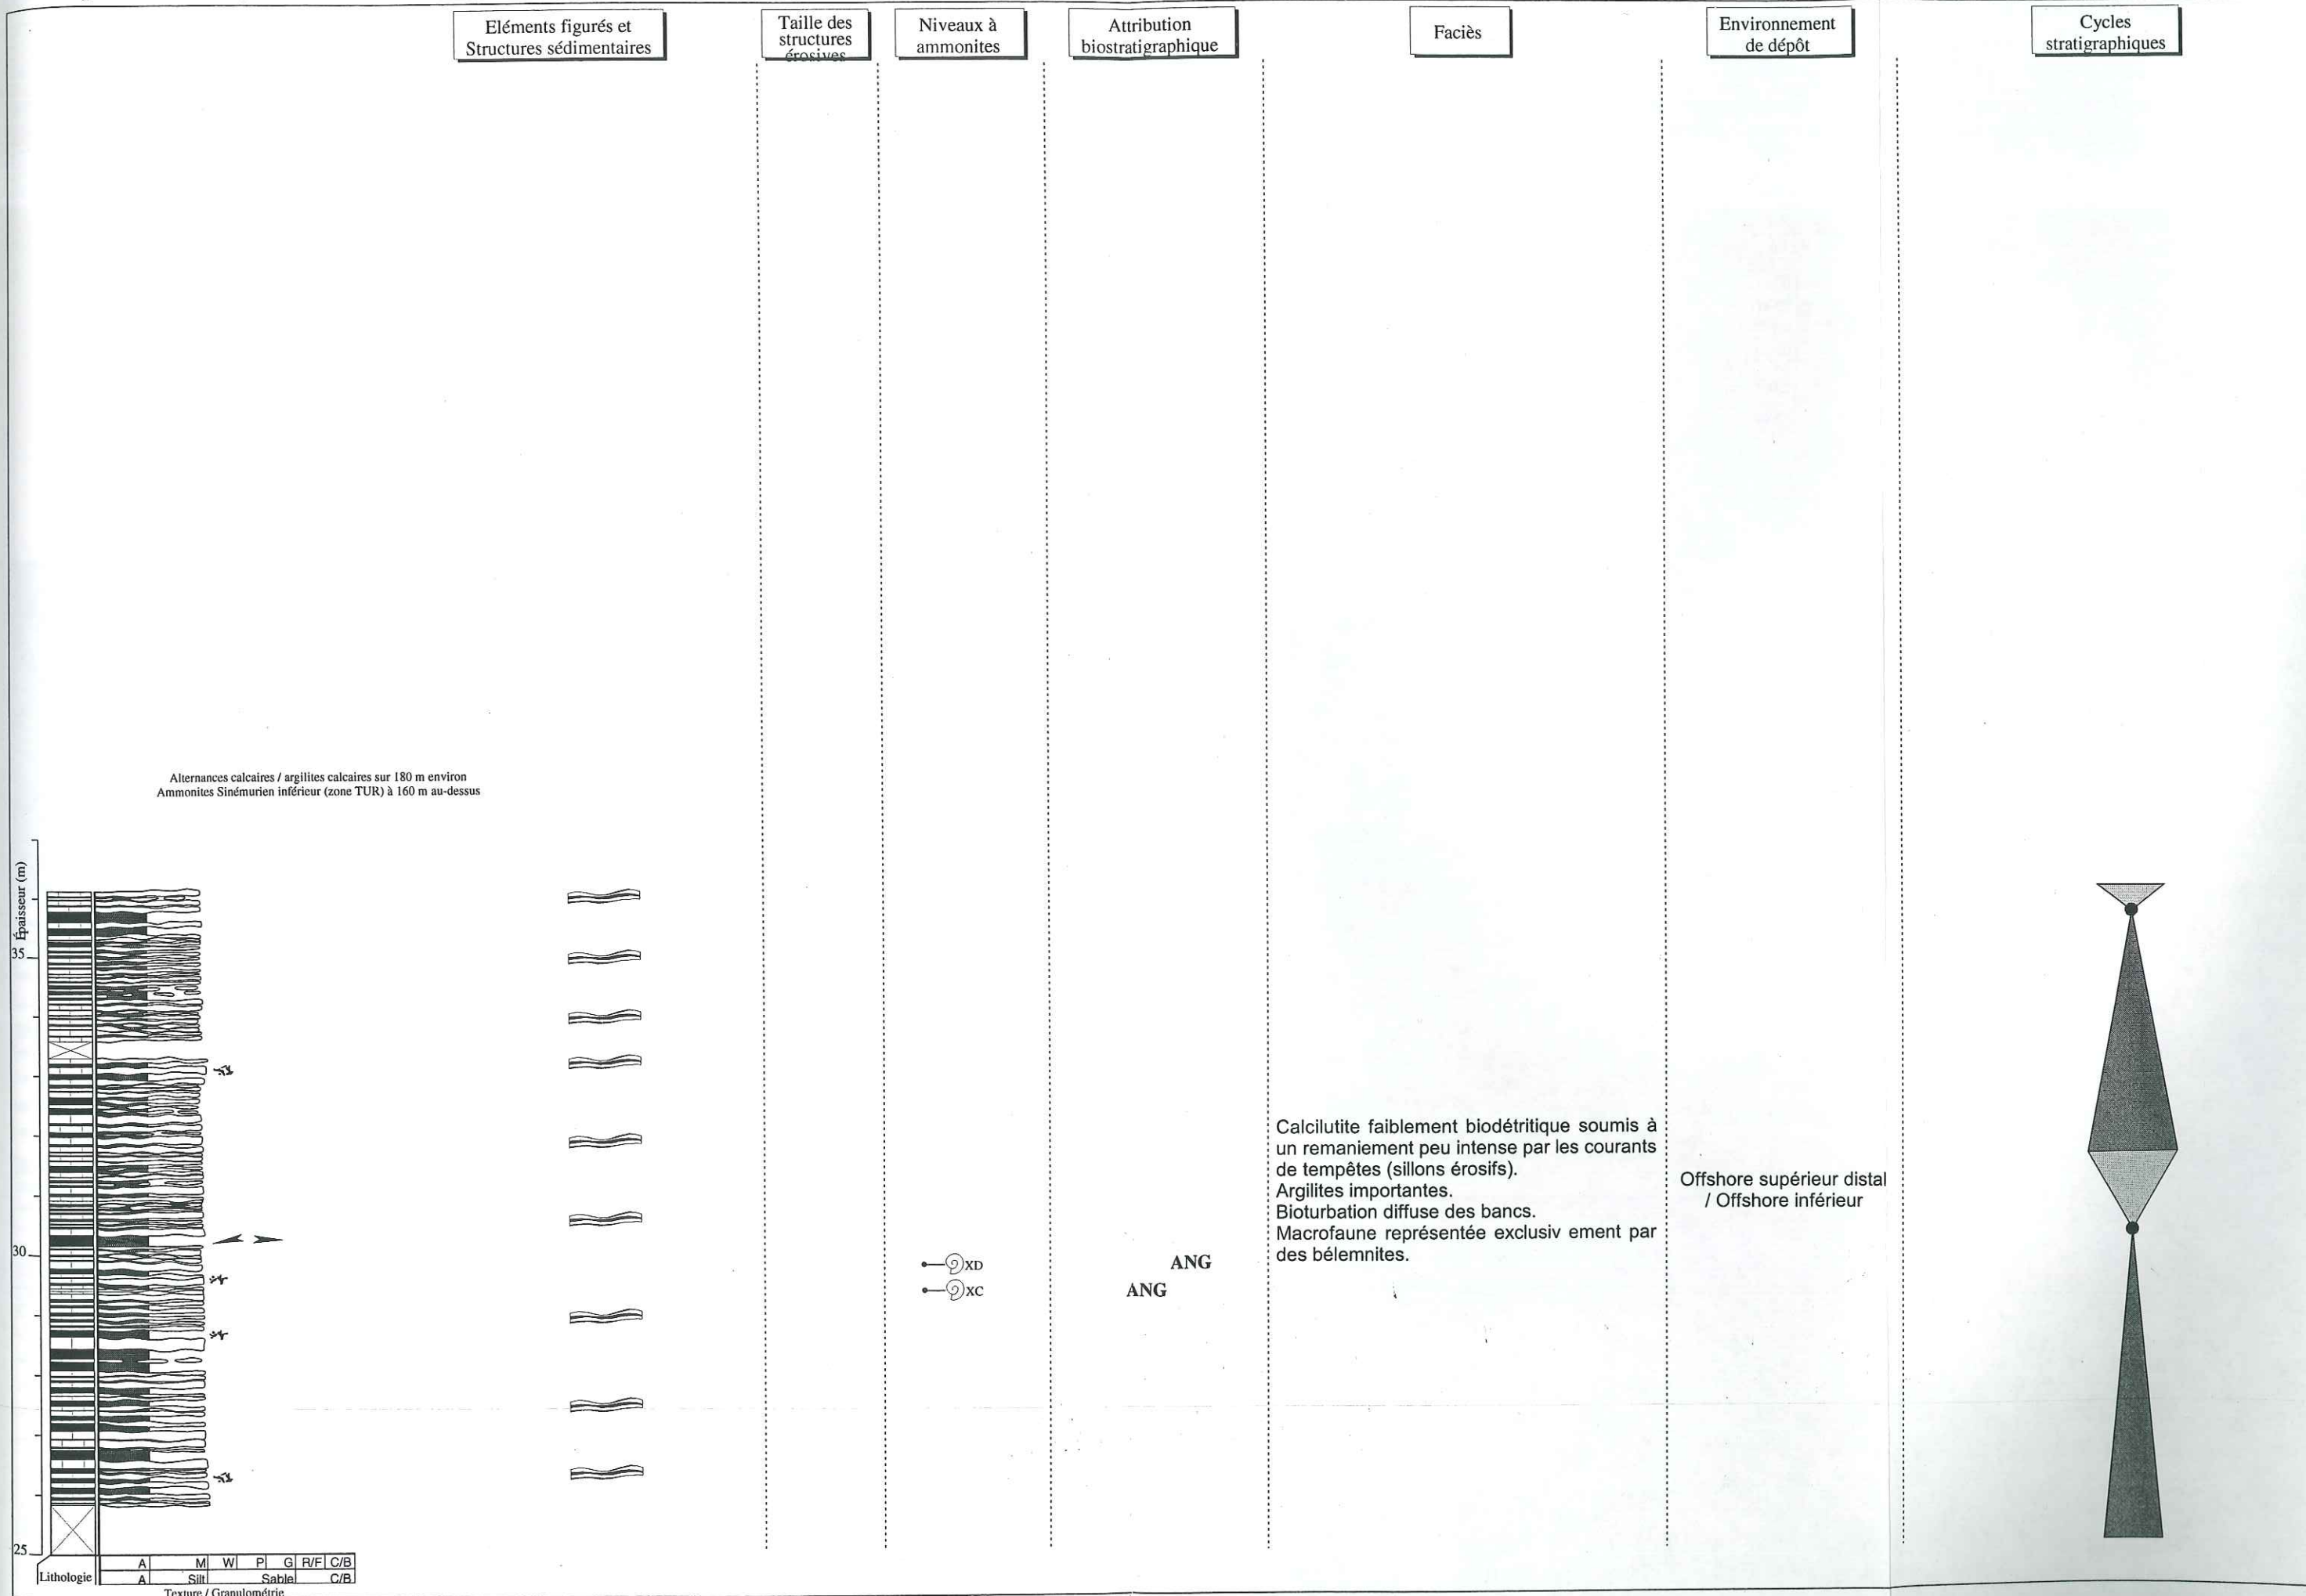 Eléments figurés et
Structures sédimentaires
Taille des
structures
érosives
Niveaux à
ammonites
Attribution
biostratigraphique
Faciès
Environnement
de dépôt
Cycles
stratigraphiques
Alternances calcaires / argilites calcaires sur 180 m environ
Ammonites Sinémurien inférieur (zone TUR) à 160 m au-dessus
Épaisseur (m)
35
30
25
XD
XC
ANG
ANG
Calcilutite faiblement biodétritique soumis à
un remaniement peu intense par les courants
de tempêtes (sillons érosifs).
Argilites importantes.
Bioturbation diffuse des bancs.
Macrofaune représentée exclusiv ement par
des bélemnites.
Offshore supérieur distal
/ Offshore inférieur
Lithologie
A M W P G R/F C/B
A Silt Sable C/B
Texture / Granulométrie